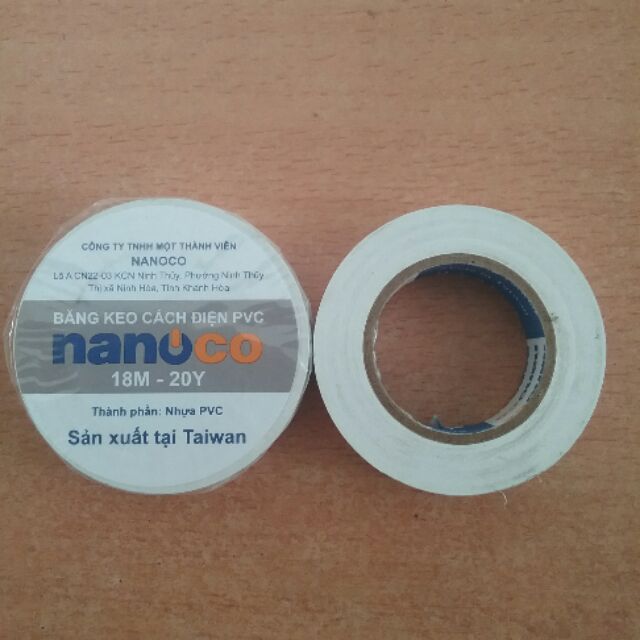 CÔNG TY TNHH MỘT THÀNH VIÊN
NANOCO
Lô A CN22-03 KCN Ninh Thủy, Phường Ninh Thủy
Thị xã Ninh Hòa, Tỉnh Khánh Hòa
BĂNG KEO CÁCH ĐIỆN PVC
nanoco
18M - 20Y
Thành phần: Nhựa PVC
Sản xuất tại Taiwan